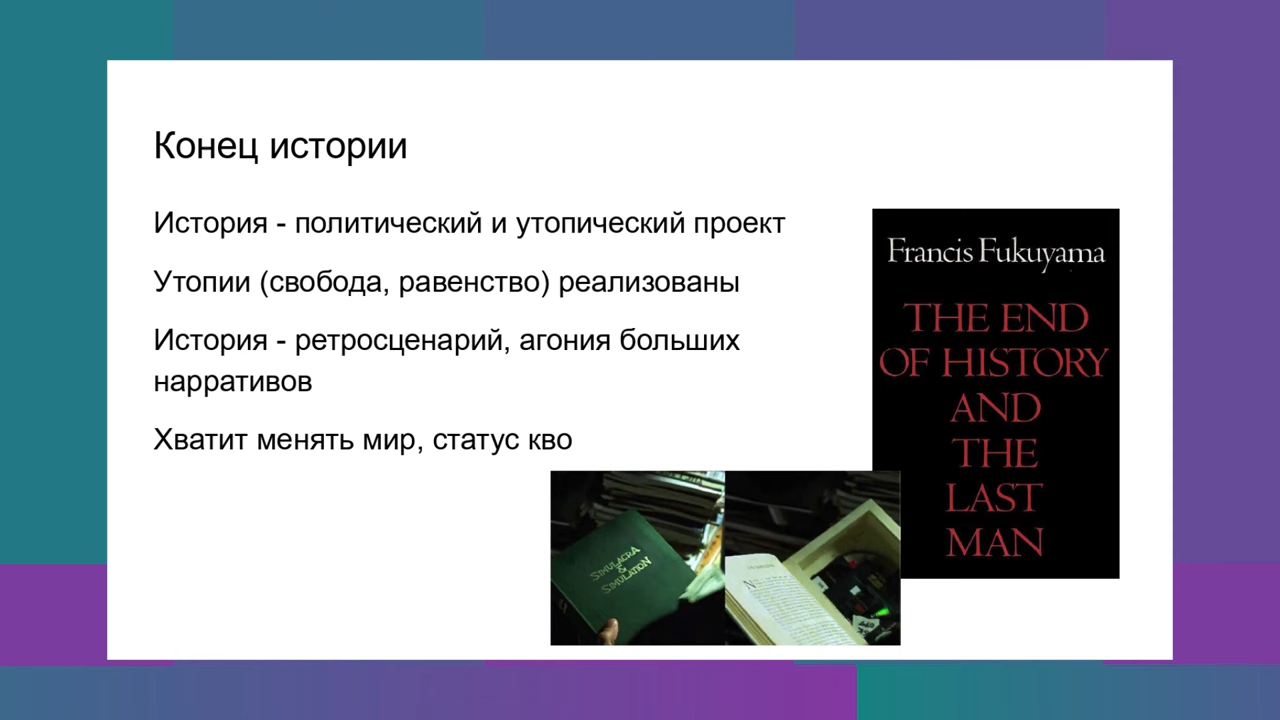 Конец истории
История - политический и утопический проект
Утопии (свобода, равенство) реализованы
История - ретросценарий, агония больших
нарративов
Хватит менять мир, статус кво
Francis Fukuyama
THE END
OF HISTORY
AND
THE
LAST
MAN
SIMULACRA
&
SIMULATION